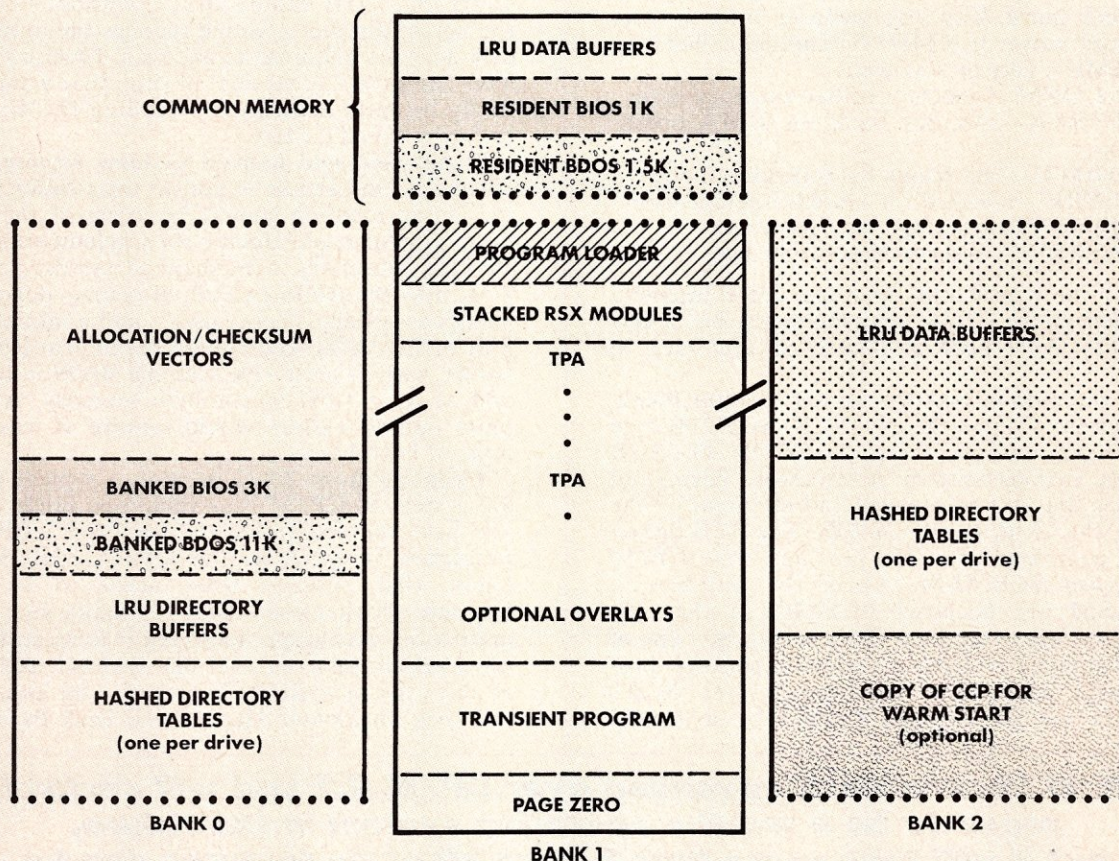 COMMON MEMORY
LRU DATA BUFFERS
RESIDENT BIOS 1K
RESIDENT BDOS 1.5K
ALLOCATION/CHECKSUM
VECTORS
BANKED BIOS 3K
BANKED BDOS 11K
LRU DIRECTORY
BUFFERS
HASHED DIRECTORY
TABLES
(one per drive)
BANK 0
PROGRAM LOADER
STACKED RSX MODULES
TPA
TPA
OPTIONAL OVERLAYS
TRANSIENT PROGRAM
PAGE ZERO
BANK 1
LRU DATA BUFFERS
HASHED DIRECTORY
TABLES
(one per drive)
COPY OF CCP FOR
WARM START
(optional)
BANK 2